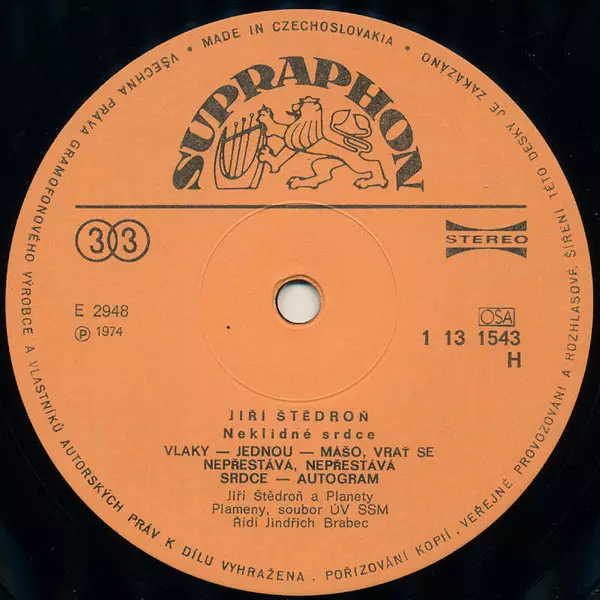 VŠECHNA PRÁVA GRAMOFONOVÉHO VÝROBCE A VLASTNÍKŮ AUTORSKÝCH PRÁV K DÍLU VYHRAŽENA . POŘIZOVÁNÍ KOPIÍ, VEŘEJNÉ PROVOZOVÁNÍ A ROZHLASOVÉ ŠÍŘENÍ TÉTO DESKY JE ZAKÁZÁNO
• MADE IN CZECHOSLOVAKIA •
SUPRAPHON
33
STEREO
E 2948
Ⓟ 1974
OSA
1 13 1543
H
JIŘÍ ŠTĚDROŇ
Neklidné srdce
VLAKY — JEDNOU — MÁŠO, VRAŤ SE
NEPŘESTÁVÁ, NEPŘESTÁVÁ
SRDCE — AUTOGRAM
Jiří Štědroň a Planety
Plameny, soubor ÚV SSM
Řídí Jindřich Brabec